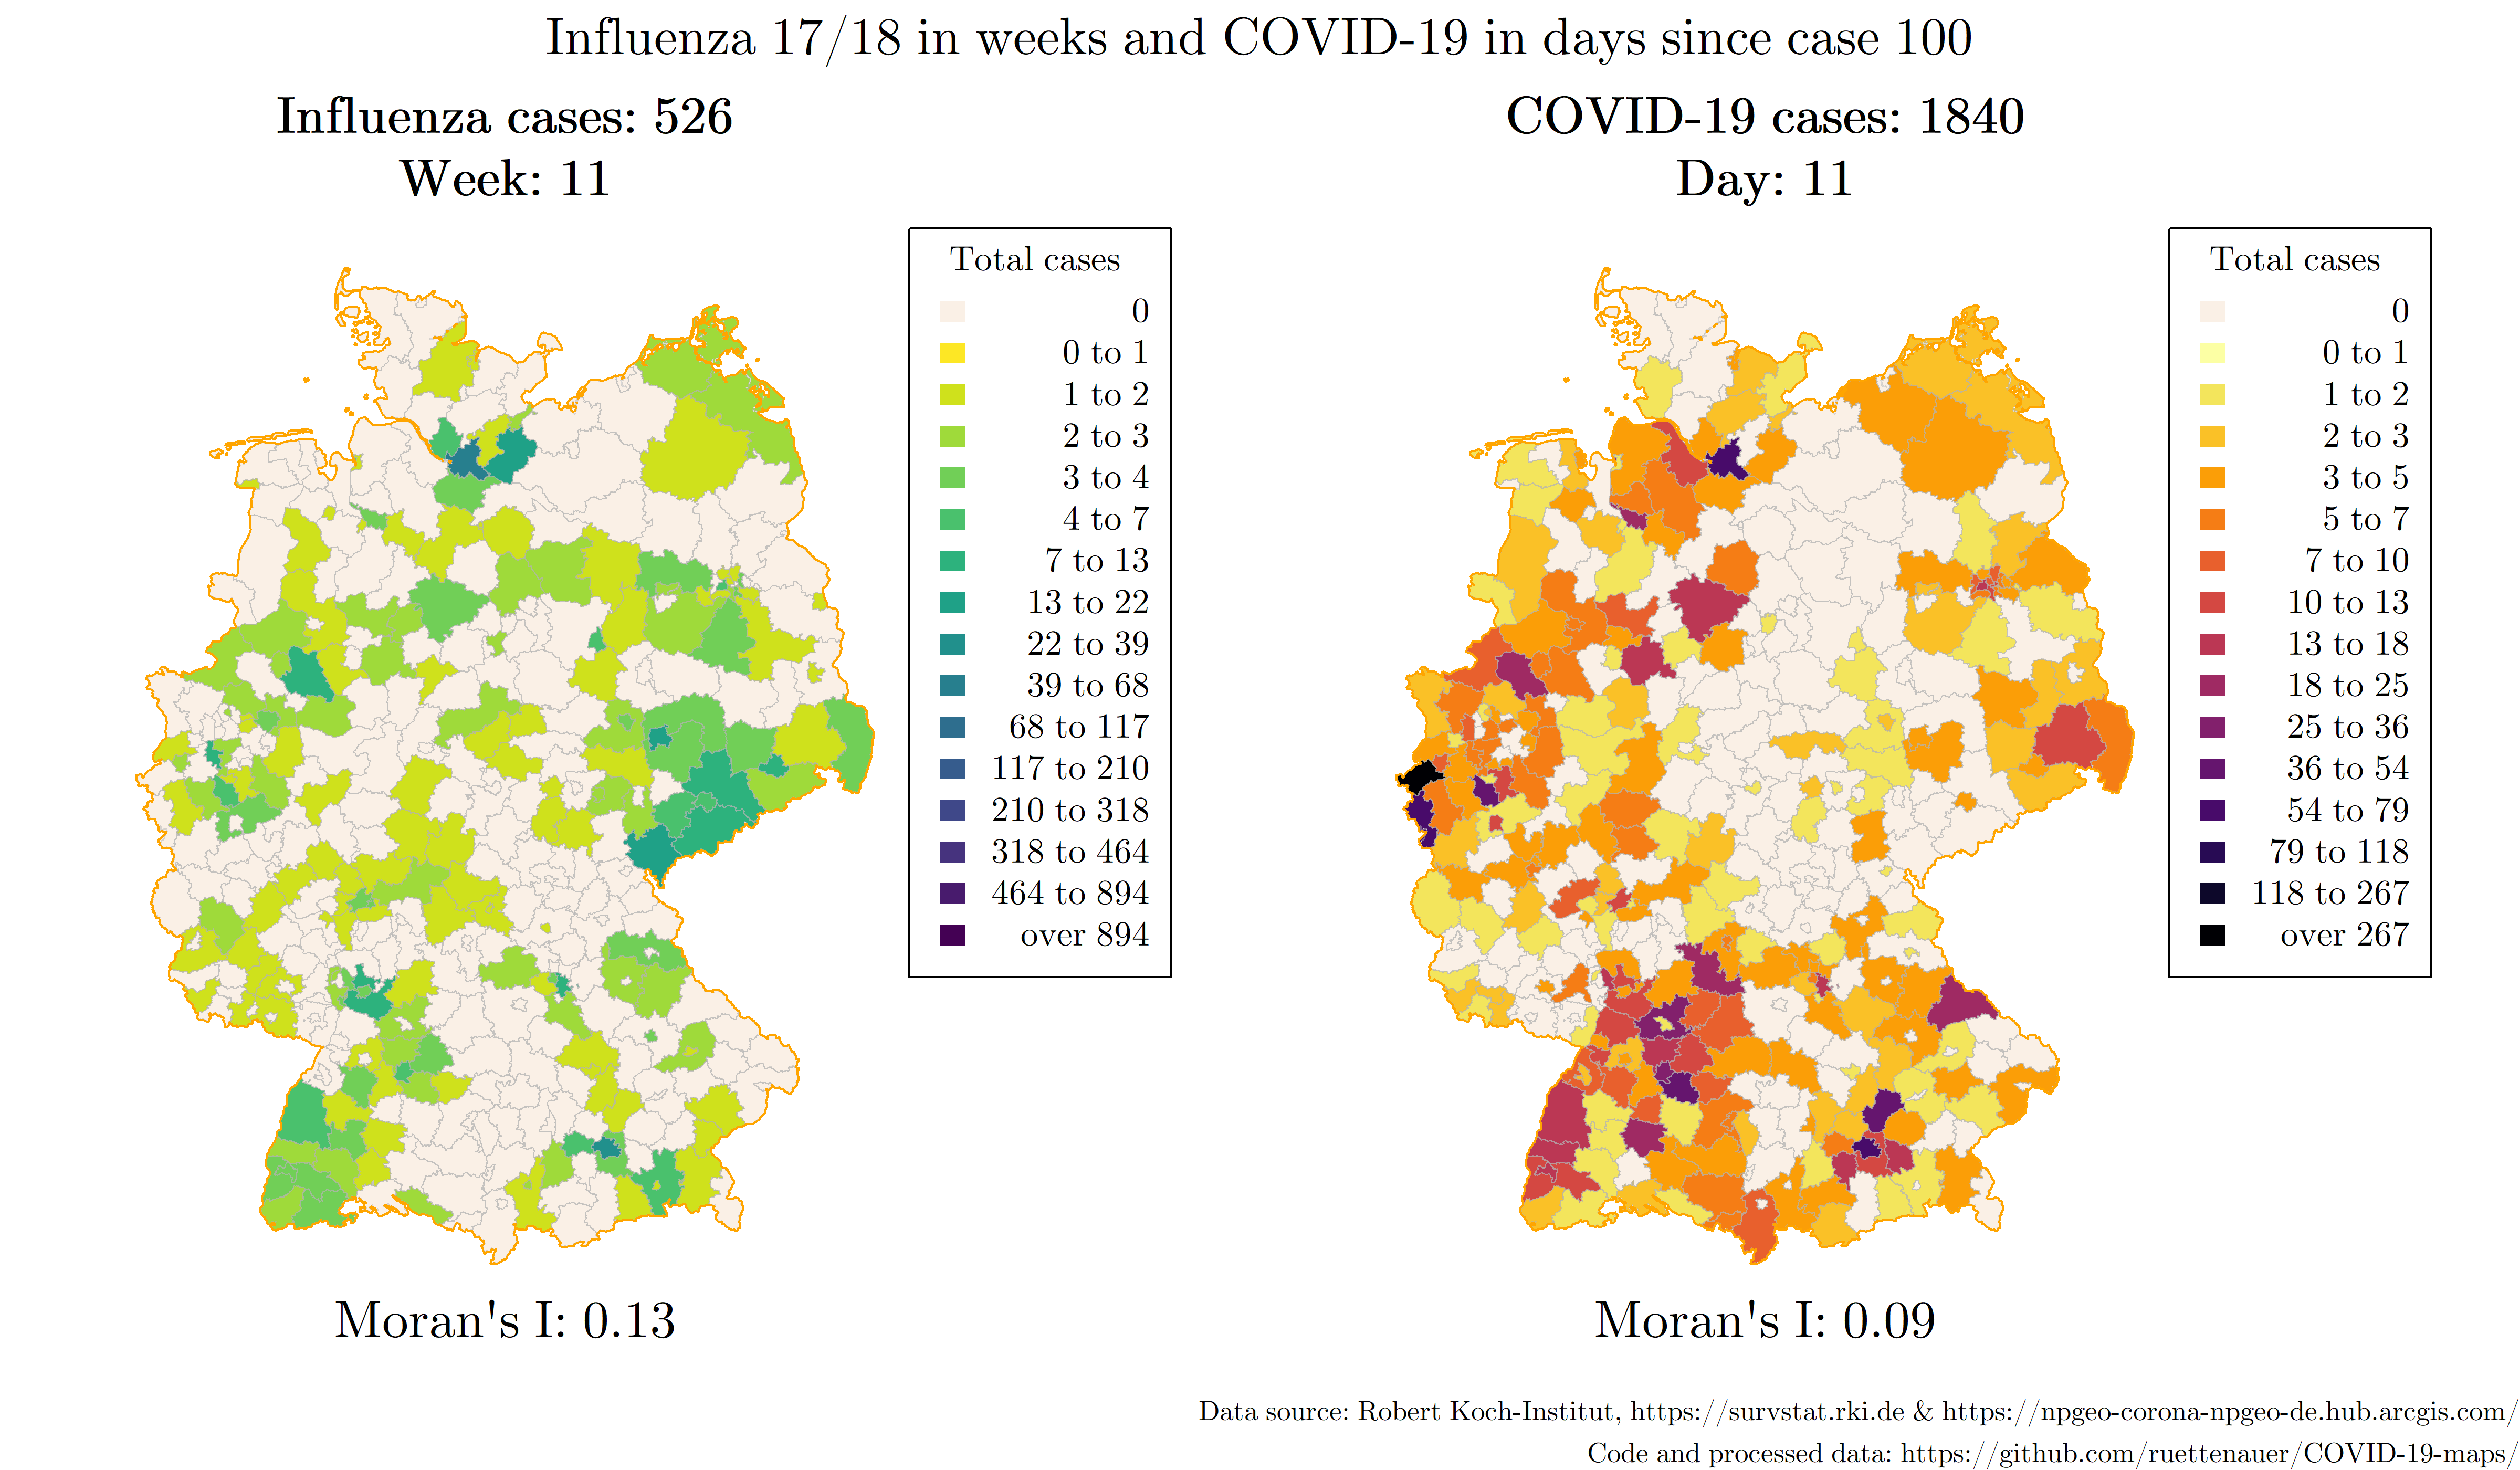 Influenza 17/18 in weeks and COVID-19 in days since case 100
Influenza cases: 526
Week: 11
Total cases
0
0 to 1
1 to 2
2 to 3
3 to 4
4 to 7
7 to 13
13 to 22
22 to 39
39 to 68
68 to 117
117 to 210
210 to 318
318 to 464
464 to 894
over 894
Moran's I: 0.13
COVID-19 cases: 1840
Day: 11
Total cases
0
0 to 1
1 to 2
2 to 3
3 to 5
5 to 7
7 to 10
10 to 13
13 to 18
18 to 25
25 to 36
36 to 54
54 to 79
79 to 118
118 to 267
over 267
Moran's I: 0.09
Data source: Robert Koch-Institut, https://survstat.rki.de & https://npgeo-corona-npgeo-de.hub.arcgis.com/
Code and processed data: https://github.com/ruettenauer/COVID-19-maps/